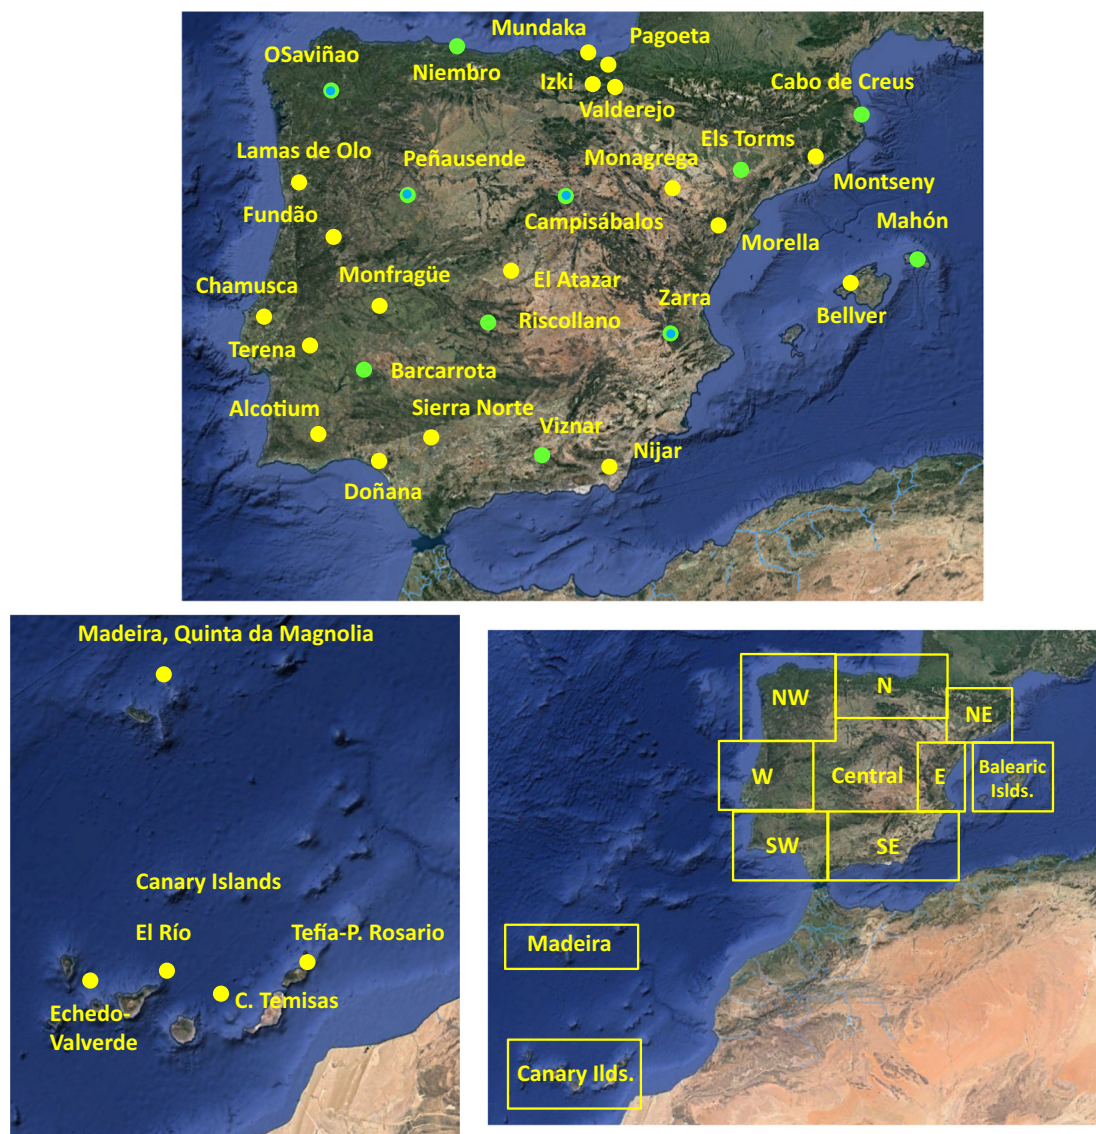 Mundaka
Pagoeta
OSaviñao
Niembro
Izki
Valderejo
Cabo de Creus
Lamas de Olo
Peñausende
Monagrega
Els Torms
Montseny
Fundão
Campisábalos
Morella
Mahón
Chamusca
Monfragüe
El Atazar
Zarra
Bellver
Terena
Riscollano
Barcarrota
Alcotium
Sierra Norte
Viznar
Nijar
Doñana
Madeira, Quinta da Magnolia
Canary Islands
El Río
Tefía-P. Rosario
C. Temisas
Echedo-
Valverde
NW
N
NE
W
Central
E
Balearic
Islds.
SW
SE
Madeira
Canary Ilds.